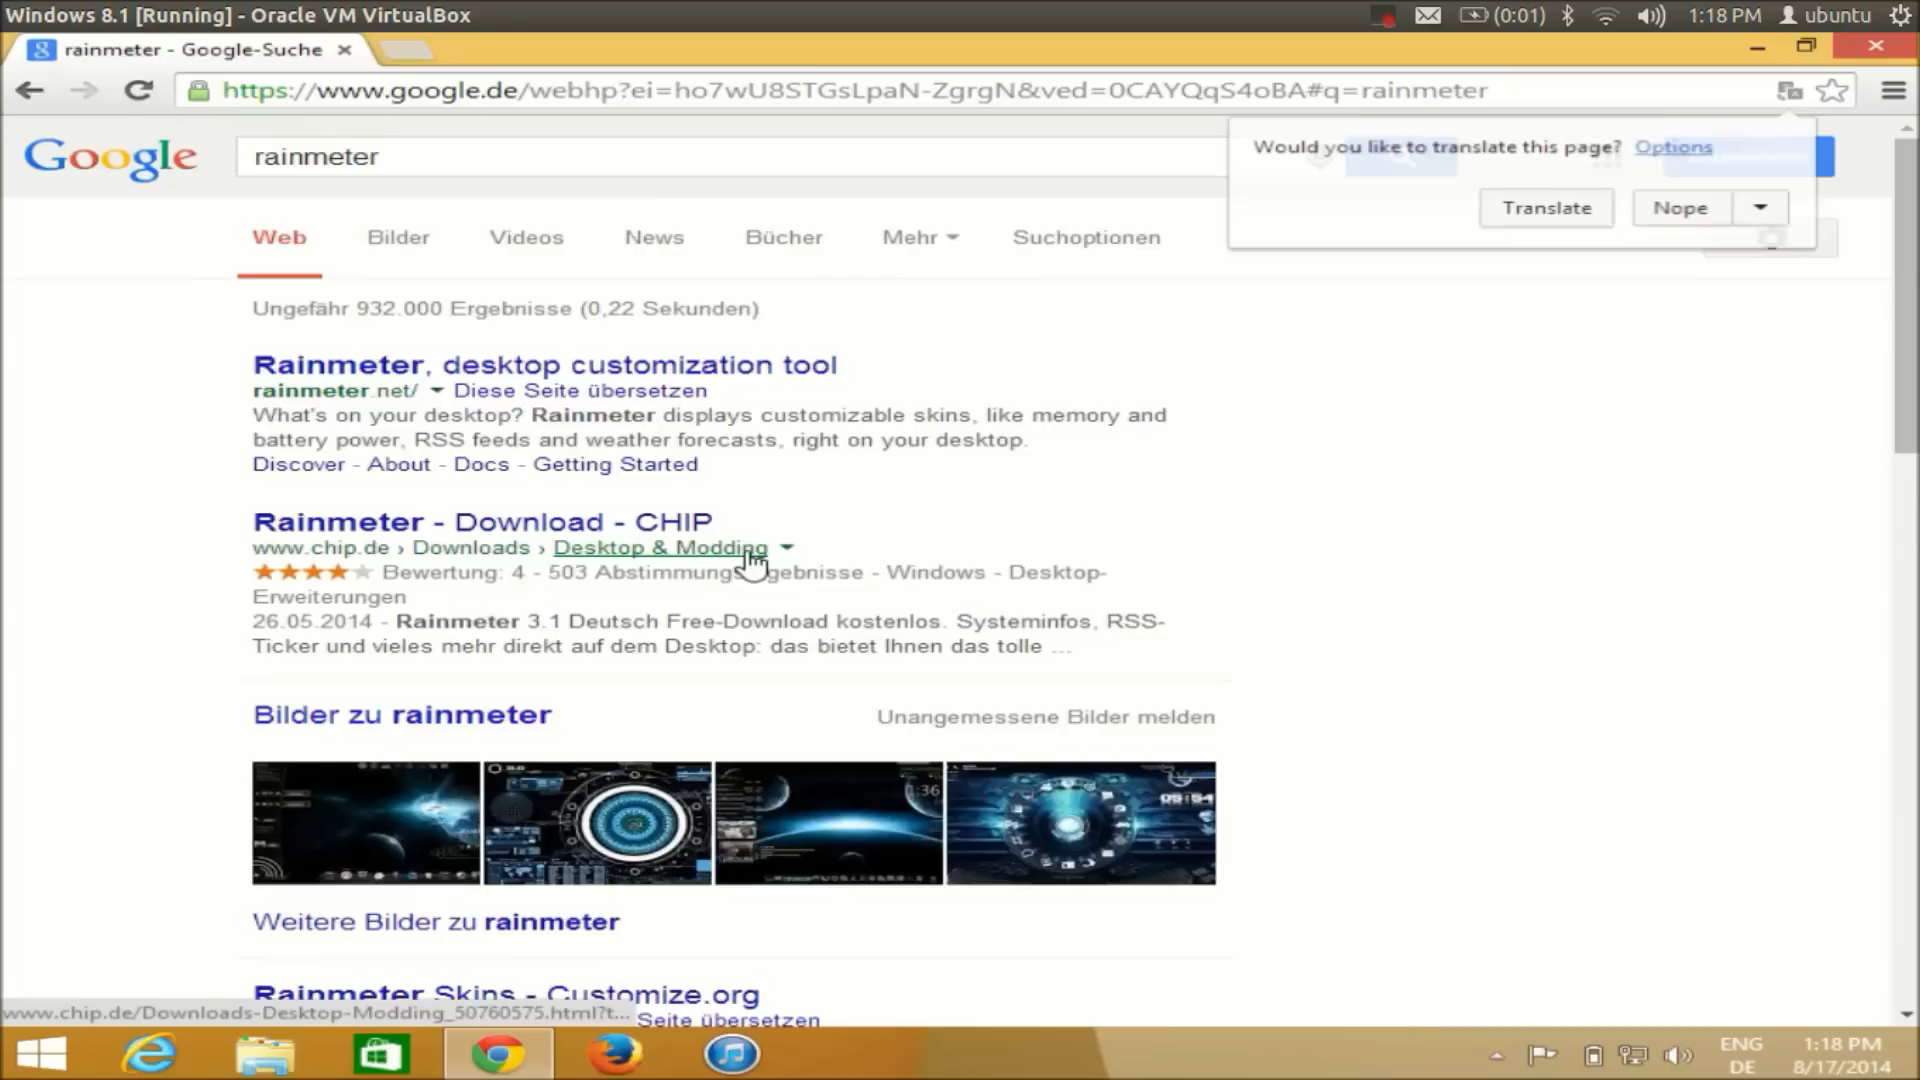 Windows 8.1 [Running] - Oracle VM VirtualBox
(0:01) 1:18 PM ubuntu
rainmeter - Google-Suche
https://www.google.de/webhp?ei=ho7wU8STGsLpaN-ZgrgN&ved=0CAYQqS4oBA#q=rainmeter
Google
rainmeter
Would you like to translate this page? Options
Translate Nope
Web Bilder Videos News Bücher Mehr Suchoptionen
Ungefähr 932.000 Ergebnisse (0,22 Sekunden)
Rainmeter, desktop customization tool
rainmeter.net/ Diese Seite übersetzen
What's on your desktop? Rainmeter displays customizable skins, like memory and
battery power, RSS feeds and weather forecasts, right on your desktop.
Discover - About - Docs - Getting Started
Rainmeter - Download - CHIP
www.chip.de › Downloads › Desktop & Modding
Bewertung: 4 - 503 Abstimmungsergebnisse - Windows - Desktop-
Erweiterungen
26.05.2014 - Rainmeter 3.1 Deutsch Free-Download kostenlos. Systeminfos, RSS-
Ticker und vieles mehr direkt auf dem Desktop: das bietet Ihnen das tolle ...
Bilder zu rainmeter
Unangemessene Bilder melden
Weitere Bilder zu rainmeter
Rainmeter Skins - Customize.org
www.chip.de/Downloads-Desktop-Modding_50760575.html?t...
Seite übersetzen
ENG 1:18 PM
DE 8/17/2014